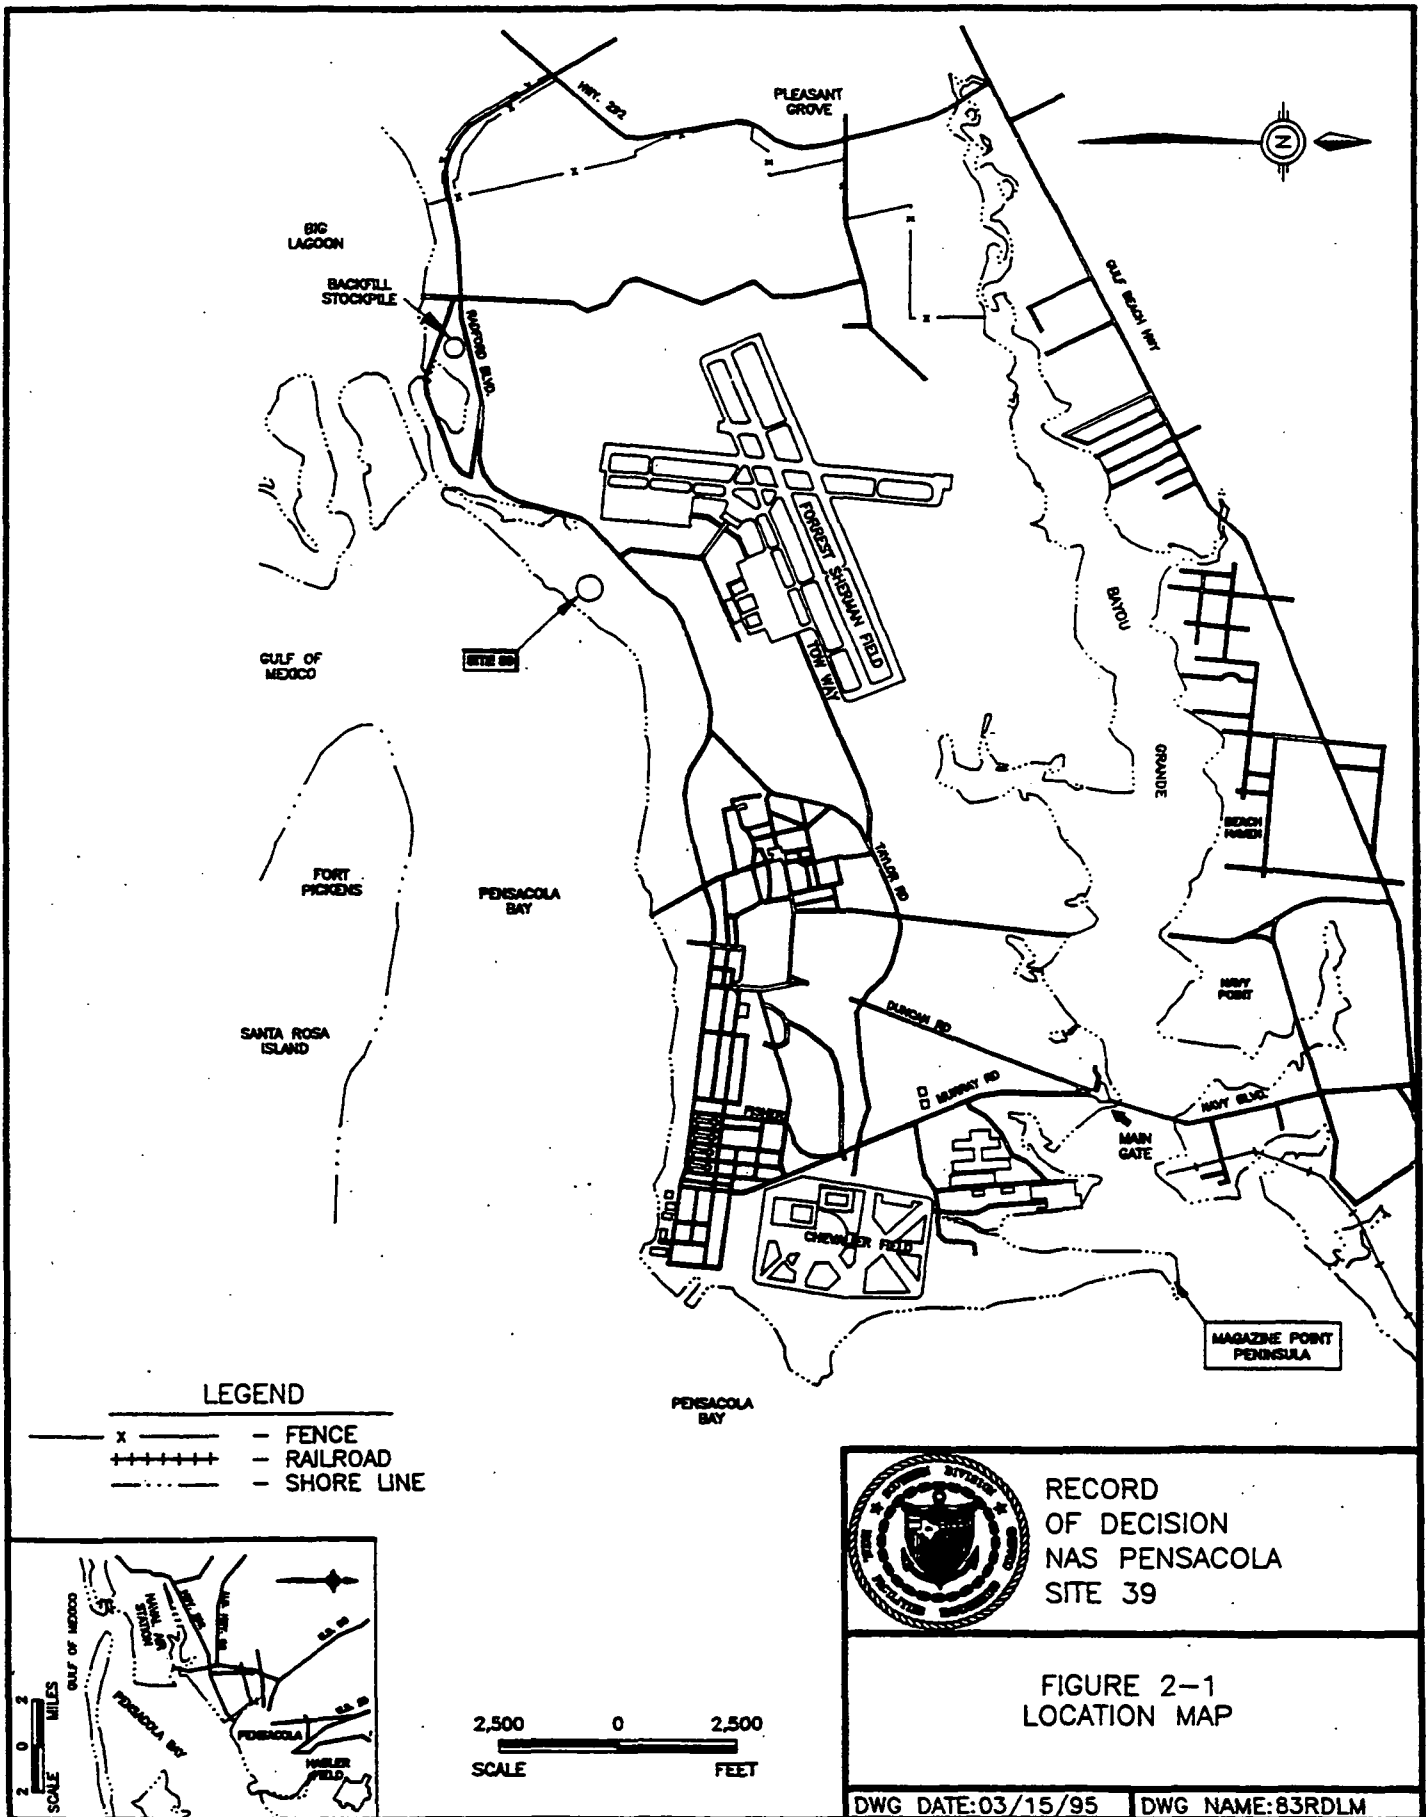 PLEASANT
GROVE
HWY. 292
N
BIG
LAGOON
BACKFILL
STOCKPILE
RADFORD BLVD.
GULF BEACH HWY
FORREST SHERMAN FIELD
TOW WAY
BAYOU
GRANDE
GULF OF
MEXICO
SITE 39
BEACH
HAVEN
TAYLOR RD
FORT
PICKENS
PENSACOLA
BAY
NAVY
POINT
DUNCAN RD
SANTA ROSA
ISLAND
MURRAY RD
NAVY BLVD.
FISHER
MAIN
GATE
CHEVALIER FIELD
MAGAZINE POINT
PENINSULA
PENSACOLA
BAY
LEGEND
x - FENCE
- RAILROAD
- SHORE LINE
GULF OF MEXICO
NAVAL AIR
STATION
PENSACOLA BAY
PENSACOLA
HAGLER
FIELD
2 0 2
SCALE MILES
2,500 0 2,500
SCALE FEET
SOUTHERN DIVISION
RECORD
OF DECISION
NAS PENSACOLA
SITE 39
FIGURE 2-1
LOCATION MAP
DWG DATE:03/15/95
DWG NAME:83RDLM